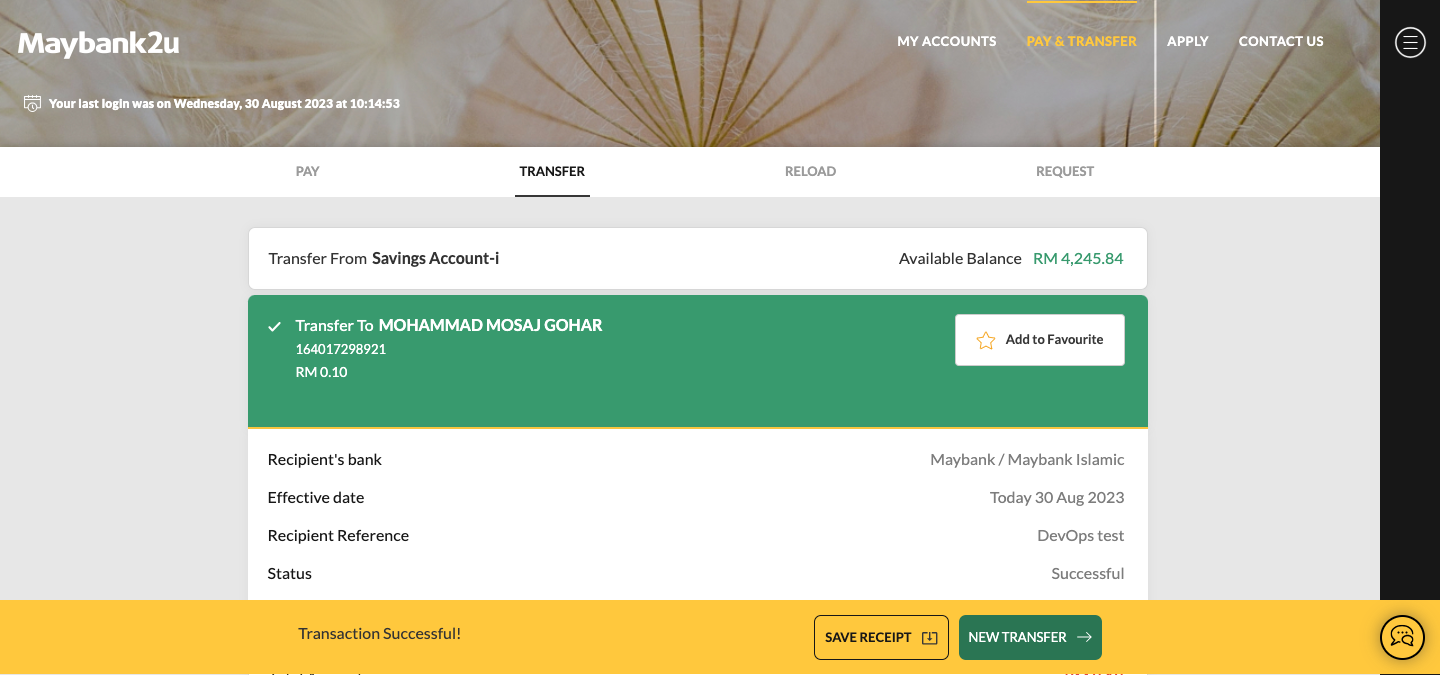 Maybank2u
MY ACCOUNTS PAY & TRANSFER APPLY CONTACT US
Your last login was on Wednesday, 30 August 2023 at 10:14:53
PAY TRANSFER RELOAD REQUEST
Transfer From Savings Account-i Available Balance RM 4,245.84
Transfer To MOHAMMAD MOSAJ GOHAR
Add to Favourite
164017298921
RM 0.10
Recipient's bank Maybank / Maybank Islamic
Effective date Today 30 Aug 2023
Recipient Reference DevOps test
Status Successful
Transaction Successful! SAVE RECEIPT NEW TRANSFER